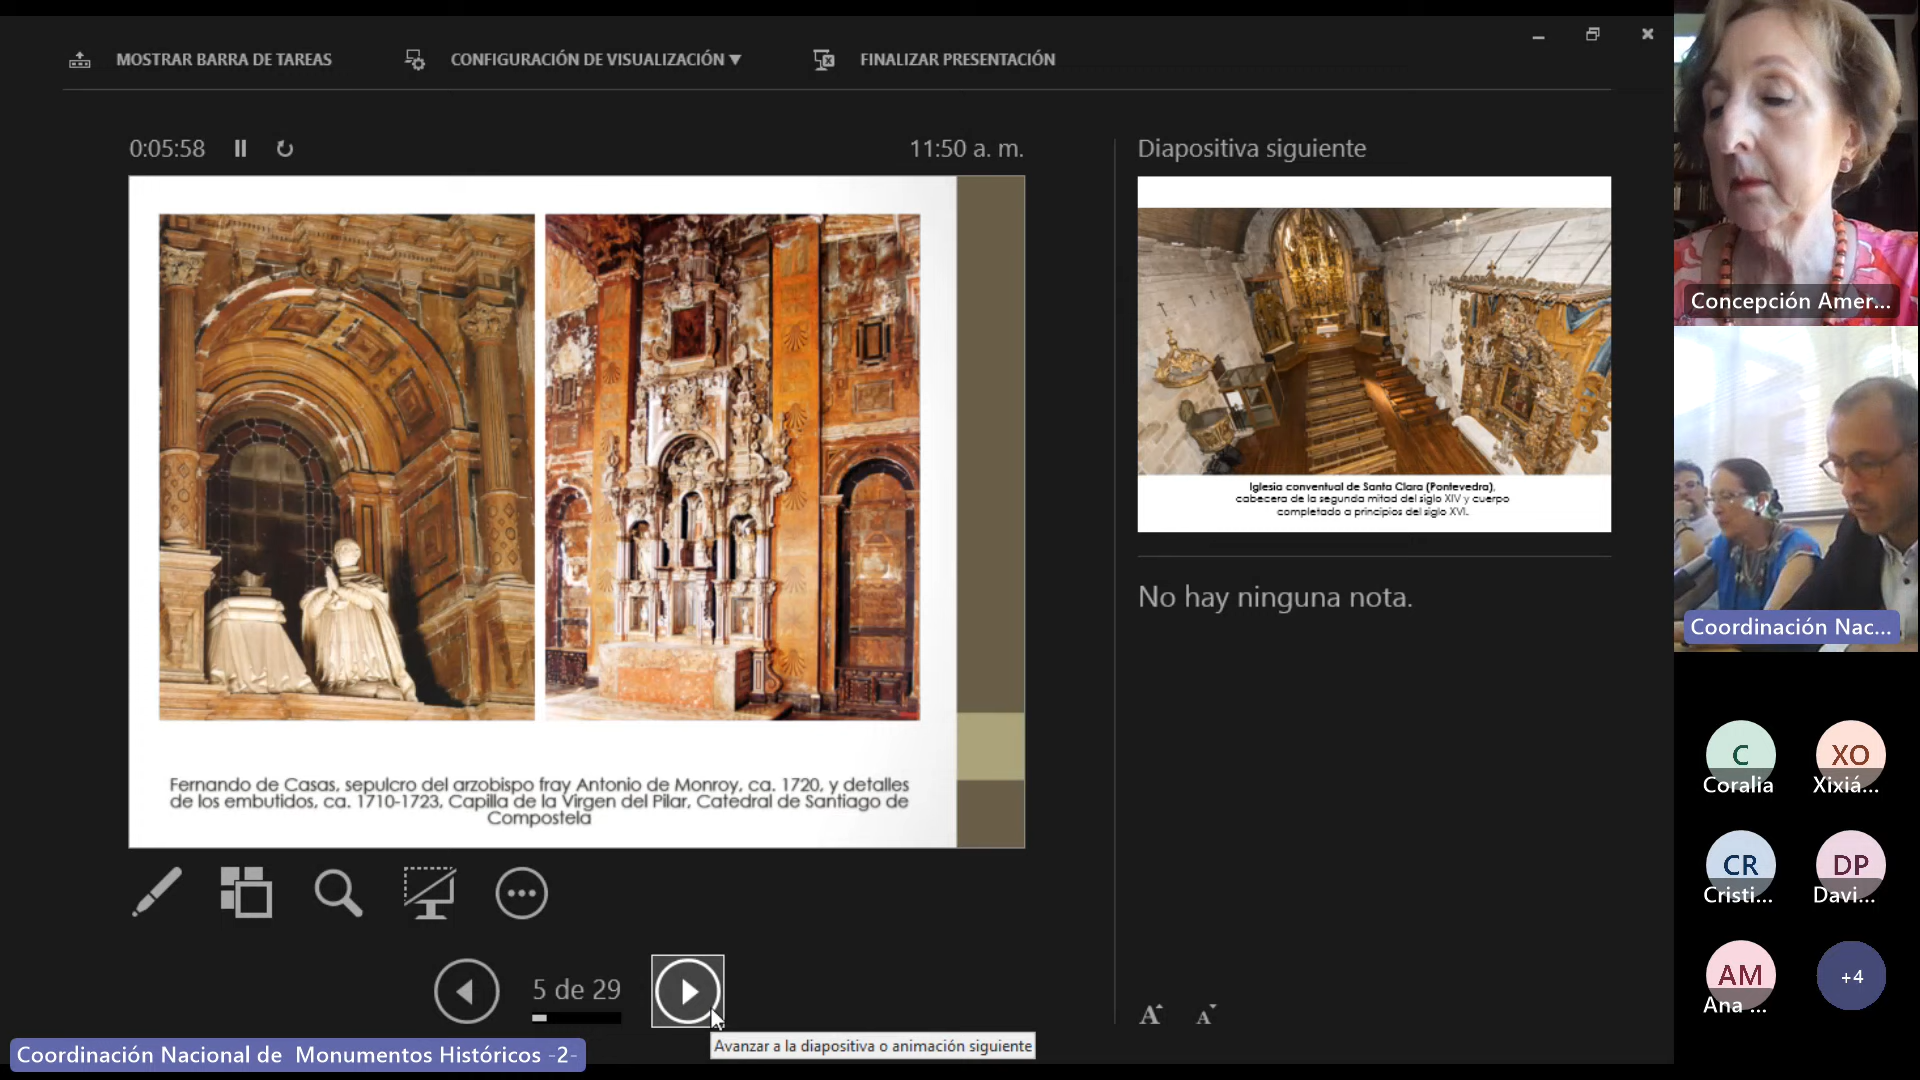 MOSTRAR BARRA DE TAREAS
CONFIGURACIÓN DE VISUALIZACIÓN ▼
FINALIZAR PRESENTACIÓN
0:05:58
11:50 a. m.
Fernando de Casas, sepulcro del arzobispo fray Antonio de Monroy, ca. 1720, y detalles
de los embutidos, ca. 1710-1723, Capilla de la Virgen del Pilar, Catedral de Santiago de
Compostela
5 de 29
Avanzar a la diapositiva o animación siguiente
Coordinación Nacional de Monumentos Históricos -2-
Diapositiva siguiente
Iglesia conventual de Santa Clara (Pontevedra),
cabecera de la segunda mitad del siglo XIV y cuerpo
completado a principios del siglo XVI.
No hay ninguna nota.
A A
Concepción Amer...
Coordinación Nac...
C
Coralia
XO
Xixiá...
CR
Cristi...
DP
Davi...
AM
Ana ...
+4